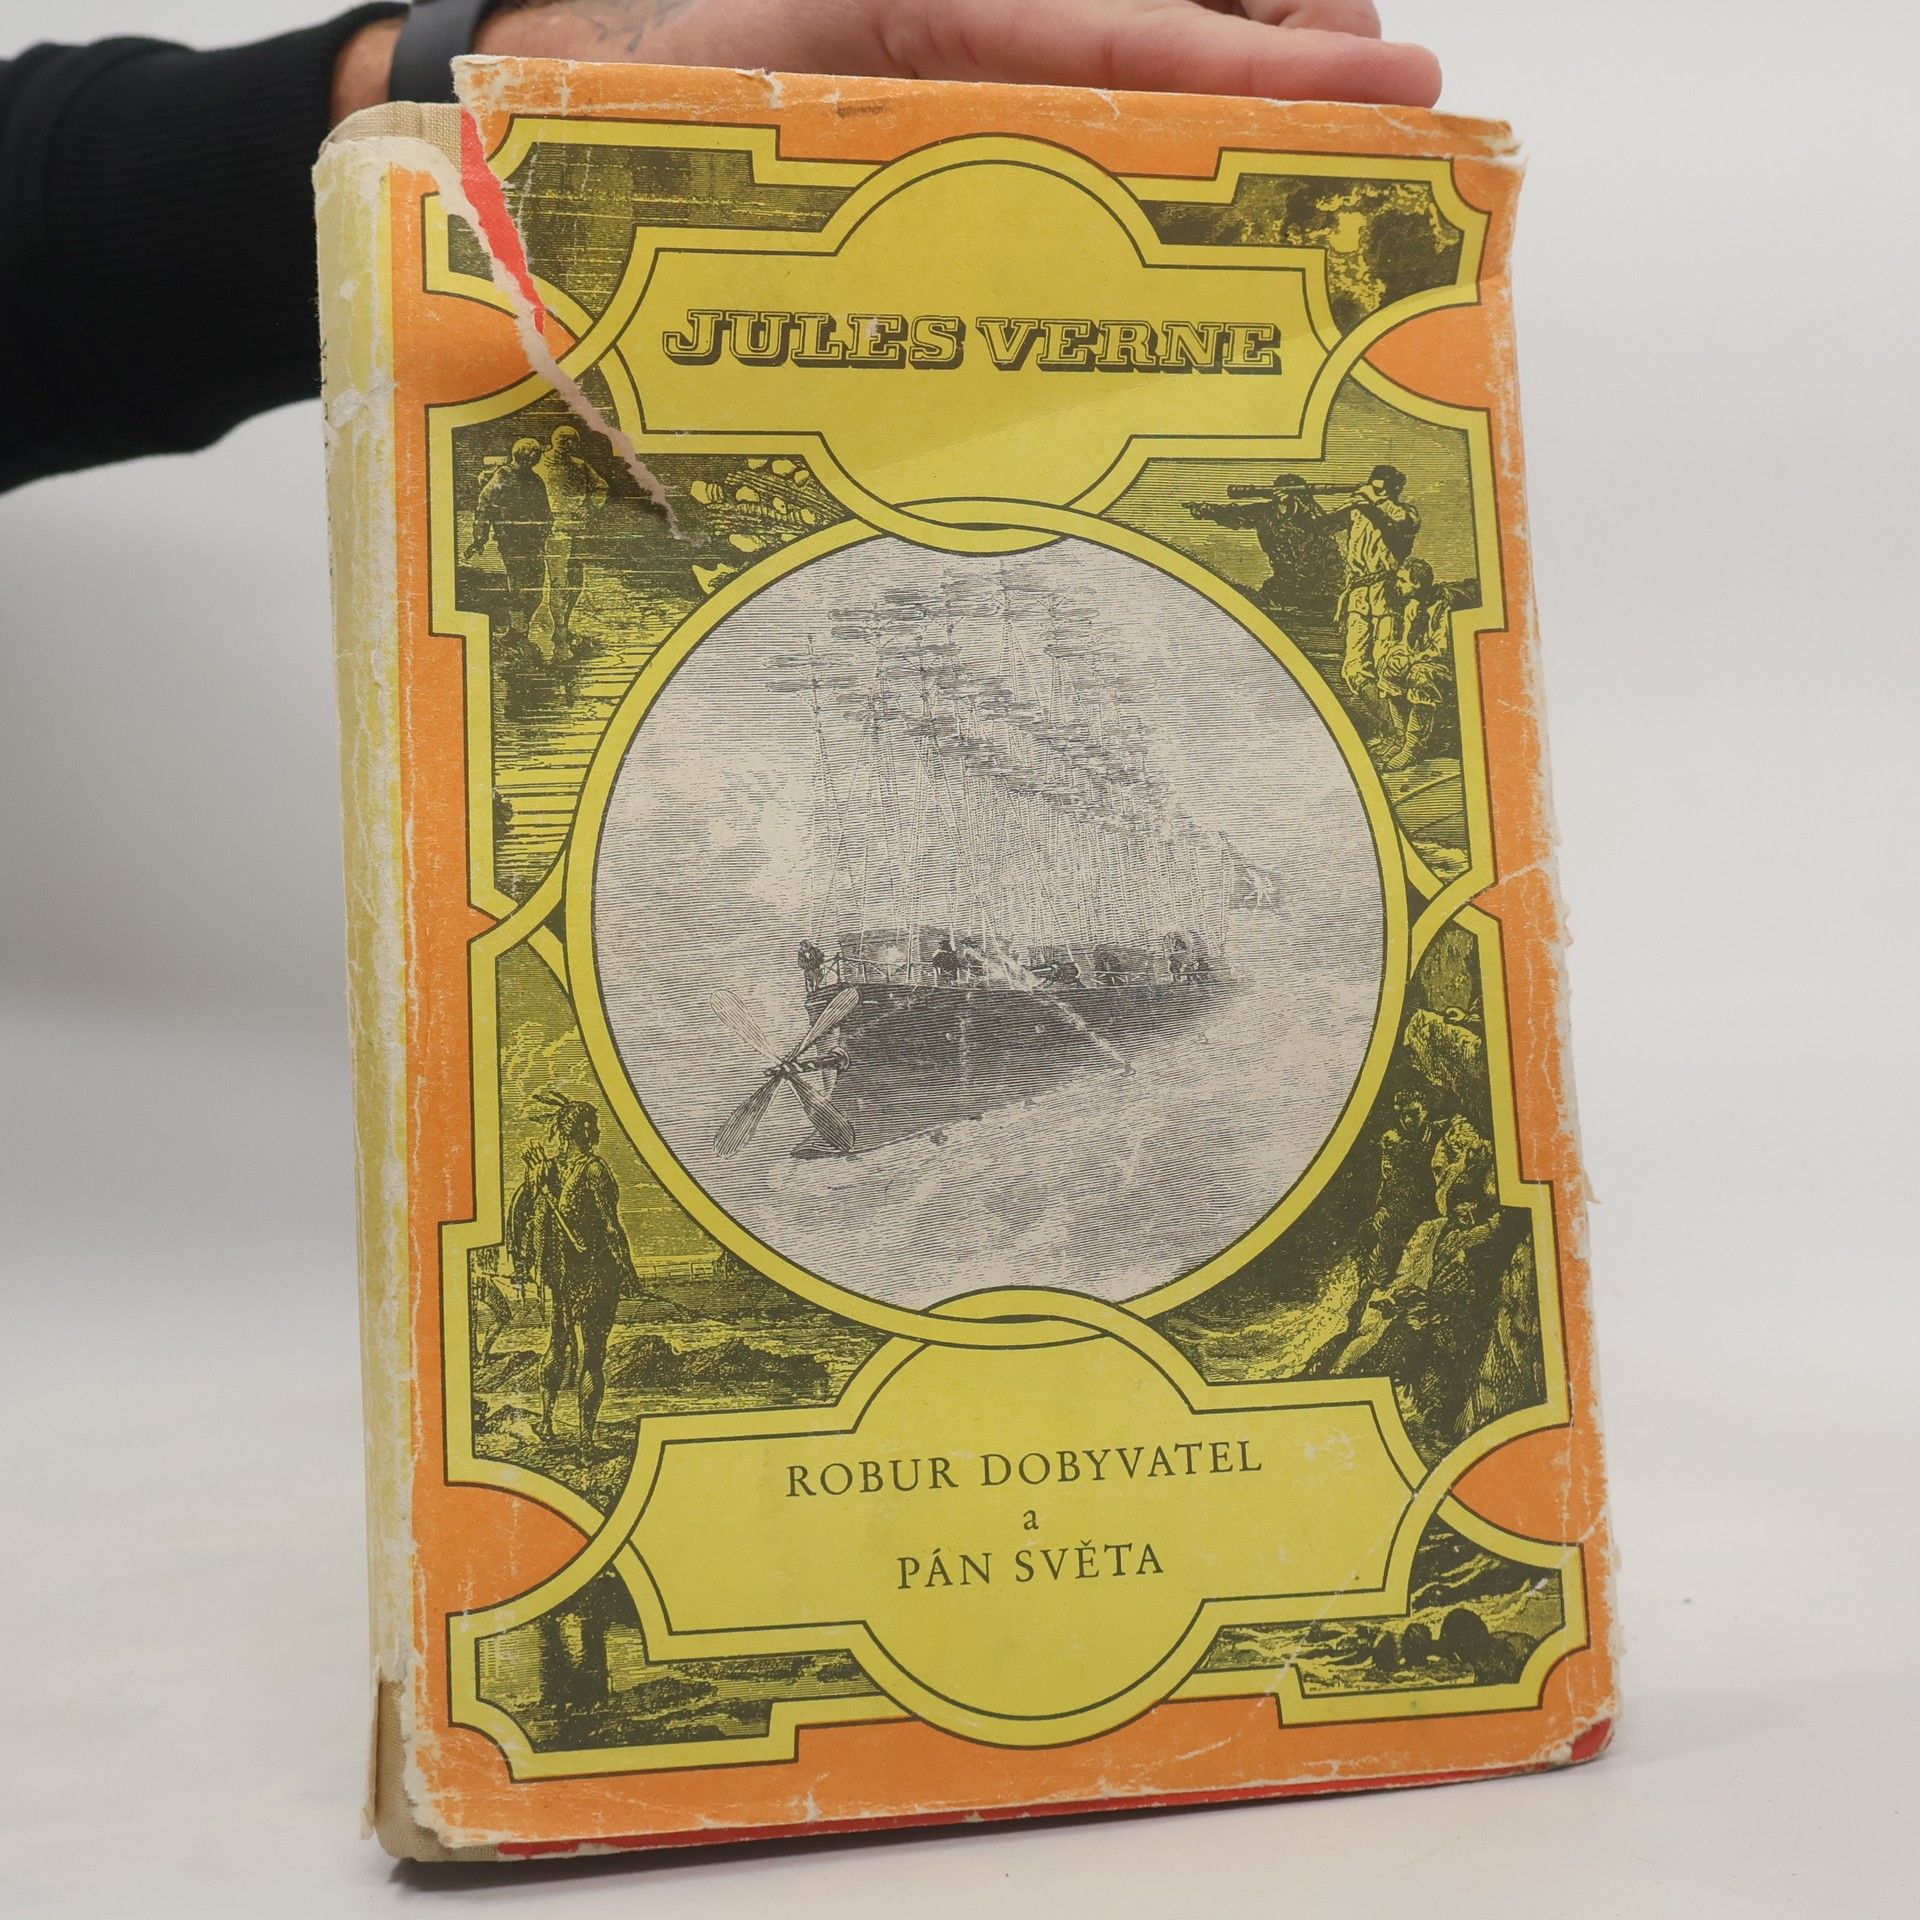 JULES VERNE
ROBUR DOBYVATEL
a
PÁN SVĚTA